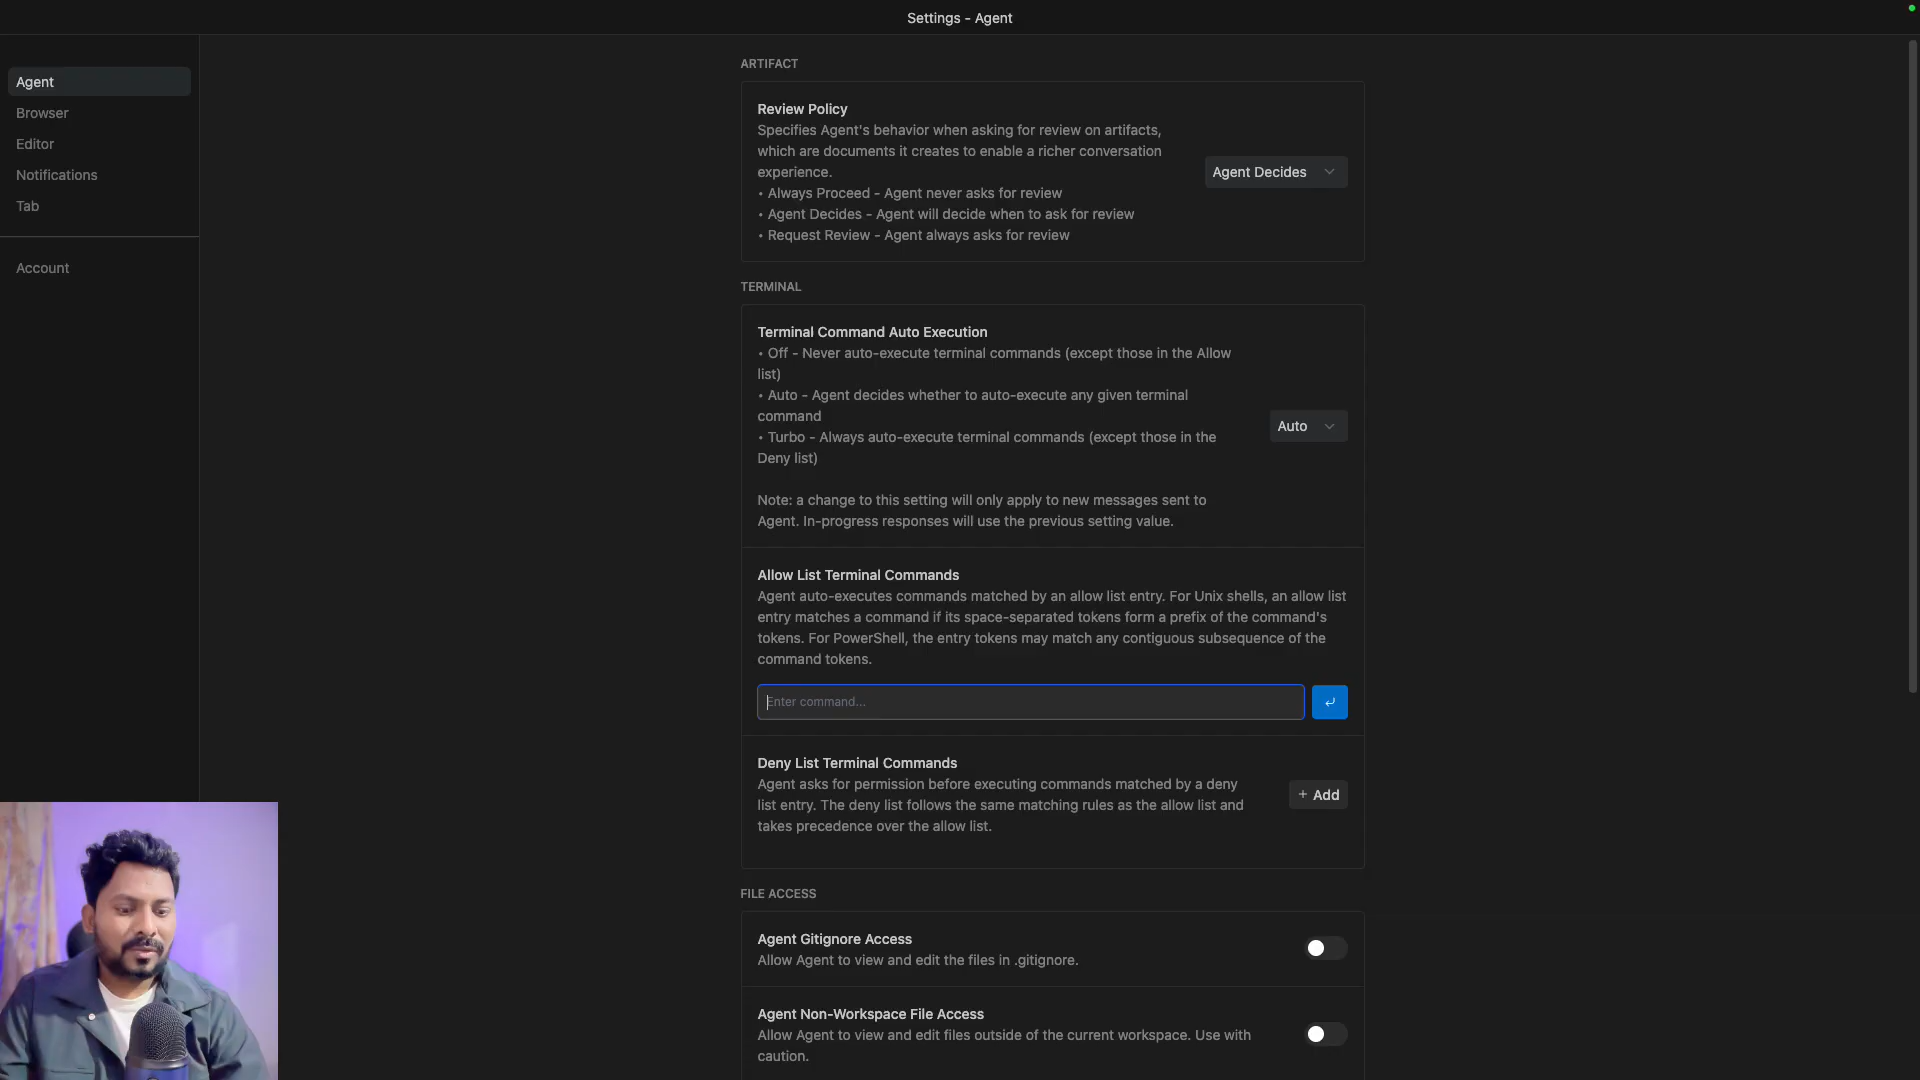 Settings - Agent
Agent
Browser
Editor
Notifications
Tab
Account
ARTIFACT
Review Policy
Specifies Agent's behavior when asking for review on artifacts,
which are documents it creates to enable a richer conversation
experience.
• Always Proceed - Agent never asks for review
• Agent Decides - Agent will decide when to ask for review
• Request Review - Agent always asks for review
Agent Decides
TERMINAL
Terminal Command Auto Execution
• Off - Never auto-execute terminal commands (except those in the Allow
list)
• Auto - Agent decides whether to auto-execute any given terminal
command
• Turbo - Always auto-execute terminal commands (except those in the
Deny list)
Note: a change to this setting will only apply to new messages sent to
Agent. In-progress responses will use the previous setting value.
Auto
Allow List Terminal Commands
Agent auto-executes commands matched by an allow list entry. For Unix shells, an allow list
entry matches a command if its space-separated tokens form a prefix of the command's
tokens. For PowerShell, the entry tokens may match any contiguous subsequence of the
command tokens.
Enter command...
Deny List Terminal Commands
Agent asks for permission before executing commands matched by a deny
list entry. The deny list follows the same matching rules as the allow list and
takes precedence over the allow list.
+ Add
FILE ACCESS
Agent Gitignore Access
Allow Agent to view and edit the files in .gitignore.
Agent Non-Workspace File Access
Allow Agent to view and edit files outside of the current workspace. Use with
caution.